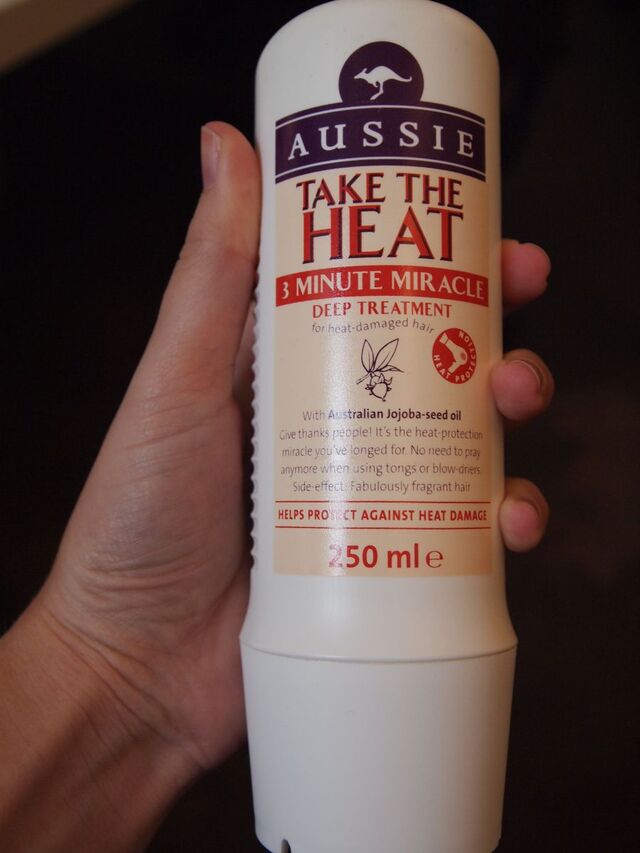 AUSSIE
TAKE THE
HEAT
3 MINUTE MIRACLE
DEEP TREATMENT
for heat-damaged hair
HEAT PROTECT
With Australian Jojoba-seed oil
Give thanks people! It's the heat-protection
miracle you've longed for. No need to pray
anymore when using tongs or blow-driers.
Side-effect: Fabulously fragrant hair
HELPS PROTECT AGAINST HEAT DAMAGE
250 ml e